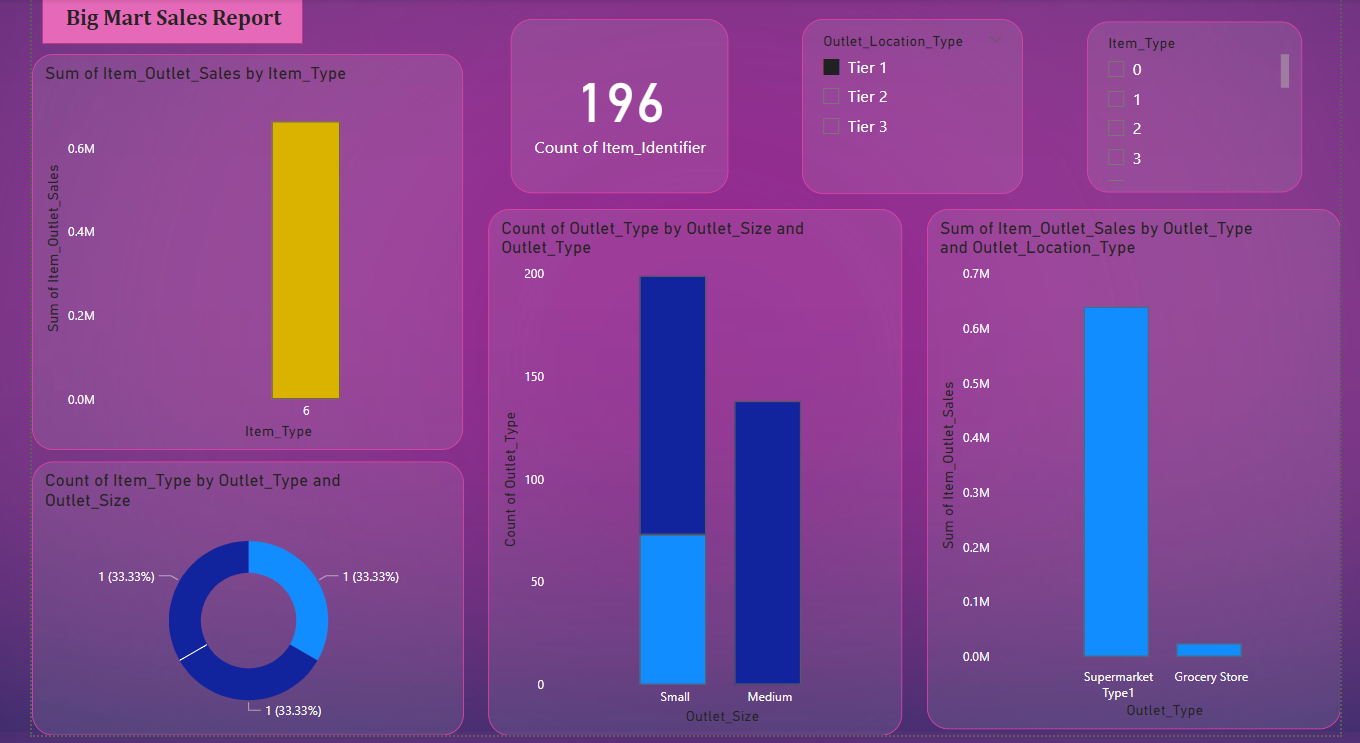 Big Mart Sales Report
Sum of Item_Outlet_Sales by Item_Type
Sum of Item_Outlet_Sales
0.6M
0.4M
0.2M
0.0M
6
Item_Type
196
Count of Item_Identifier
Outlet_Location_Type
Tier 1
Tier 2
Tier 3
Item_Type
0
1
2
3
Count of Item_Type by Outlet_Type and
Outlet_Size
1 (33.33%)
1 (33.33%)
1 (33.33%)
Count of Outlet_Type by Outlet_Size and
Outlet_Type
Count of Outlet_Type
200
150
100
50
0
Small
Medium
Outlet_Size
Sum of Item_Outlet_Sales by Outlet_Type
and Outlet_Location_Type
Sum of Item_Outlet_Sales
0.7M
0.6M
0.5M
0.4M
0.3M
0.2M
0.1M
0.0M
Supermarket
Type1
Grocery Store
Outlet_Type